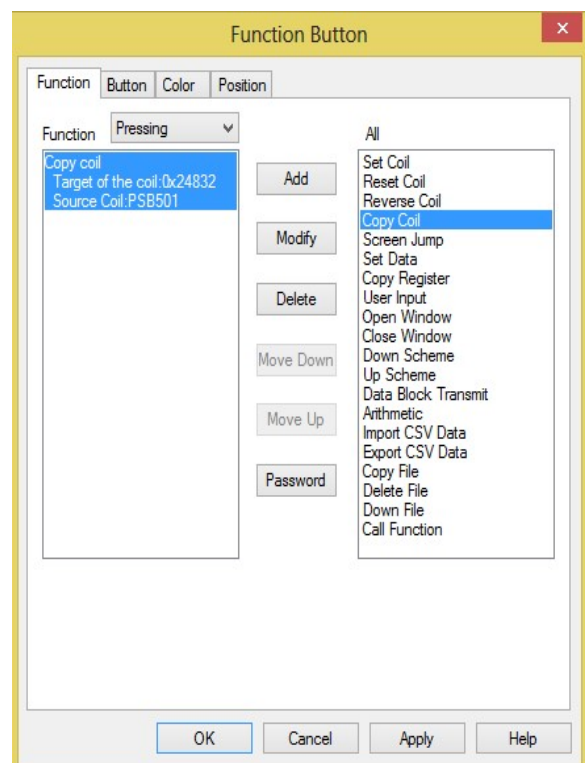 Function Button
Function Button Color Position
Function Pressing
All
Copy coil
Target of the coil:0x24832
Source Coil:PSB501
Add
Modify
Delete
Move Down
Move Up
Password
Set Coil
Reset Coil
Reverse Coil
Copy Coil
Screen Jump
Set Data
Copy Register
User Input
Open Window
Close Window
Down Scheme
Up Scheme
Data Block Transmit
Arithmetic
Import CSV Data
Export CSV Data
Copy File
Delete File
Down File
Call Function
OK Cancel Apply Help